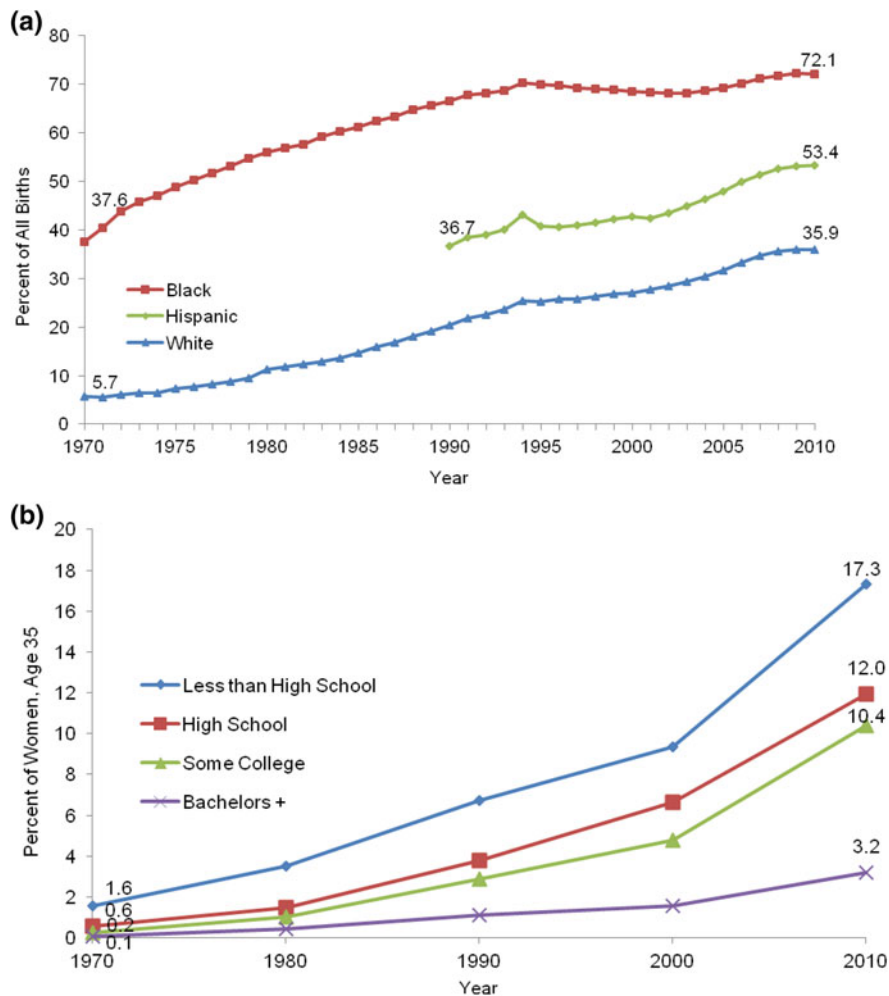 (a)
80
70
60
50
40
30
20
10
0
Percent of All Births
37.6
5.7
36.7
72.1
53.4
35.9
Black
Hispanic
White
1970 1975 1980 1985 1990 1995 2000 2005 2010
Year
(b)
20
18
16
14
12
10
8
6
4
2
0
Percent of Women, Age 35
Less than High School
High School
Some College
Bachelors +
1.6
0.6
0.2
0.1
17.3
12.0
10.4
3.2
1970 1980 1990 2000 2010
Year